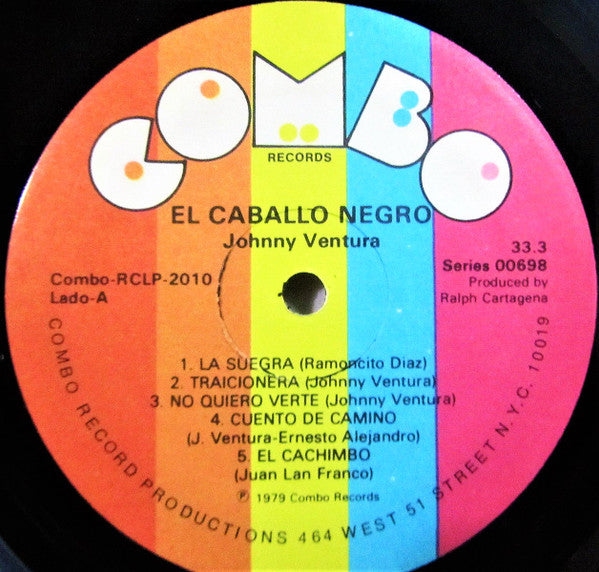 COMBO
RECORDS
EL CABALLO NEGRO
Johnny Ventura
33.3
Combo-RCLP-2010
Series 00698
Lado-A
Produced by
Ralph Cartagena
1. LA SUEGRA (Ramoncito Diaz)
2. TRAICIONERA (Johnny Ventura)
3. NO QUIERO VERTE (Johnny Ventura)
4. CUENTO DE CAMINO
(J. Ventura-Ernesto Alejandro)
5. EL CACHIMBO
(Juan Lan Franco)
℗ 1979 Combo Records
COMBO RECORD PRODUCTIONS 464 WEST 51 STREET N.Y.C. 10019